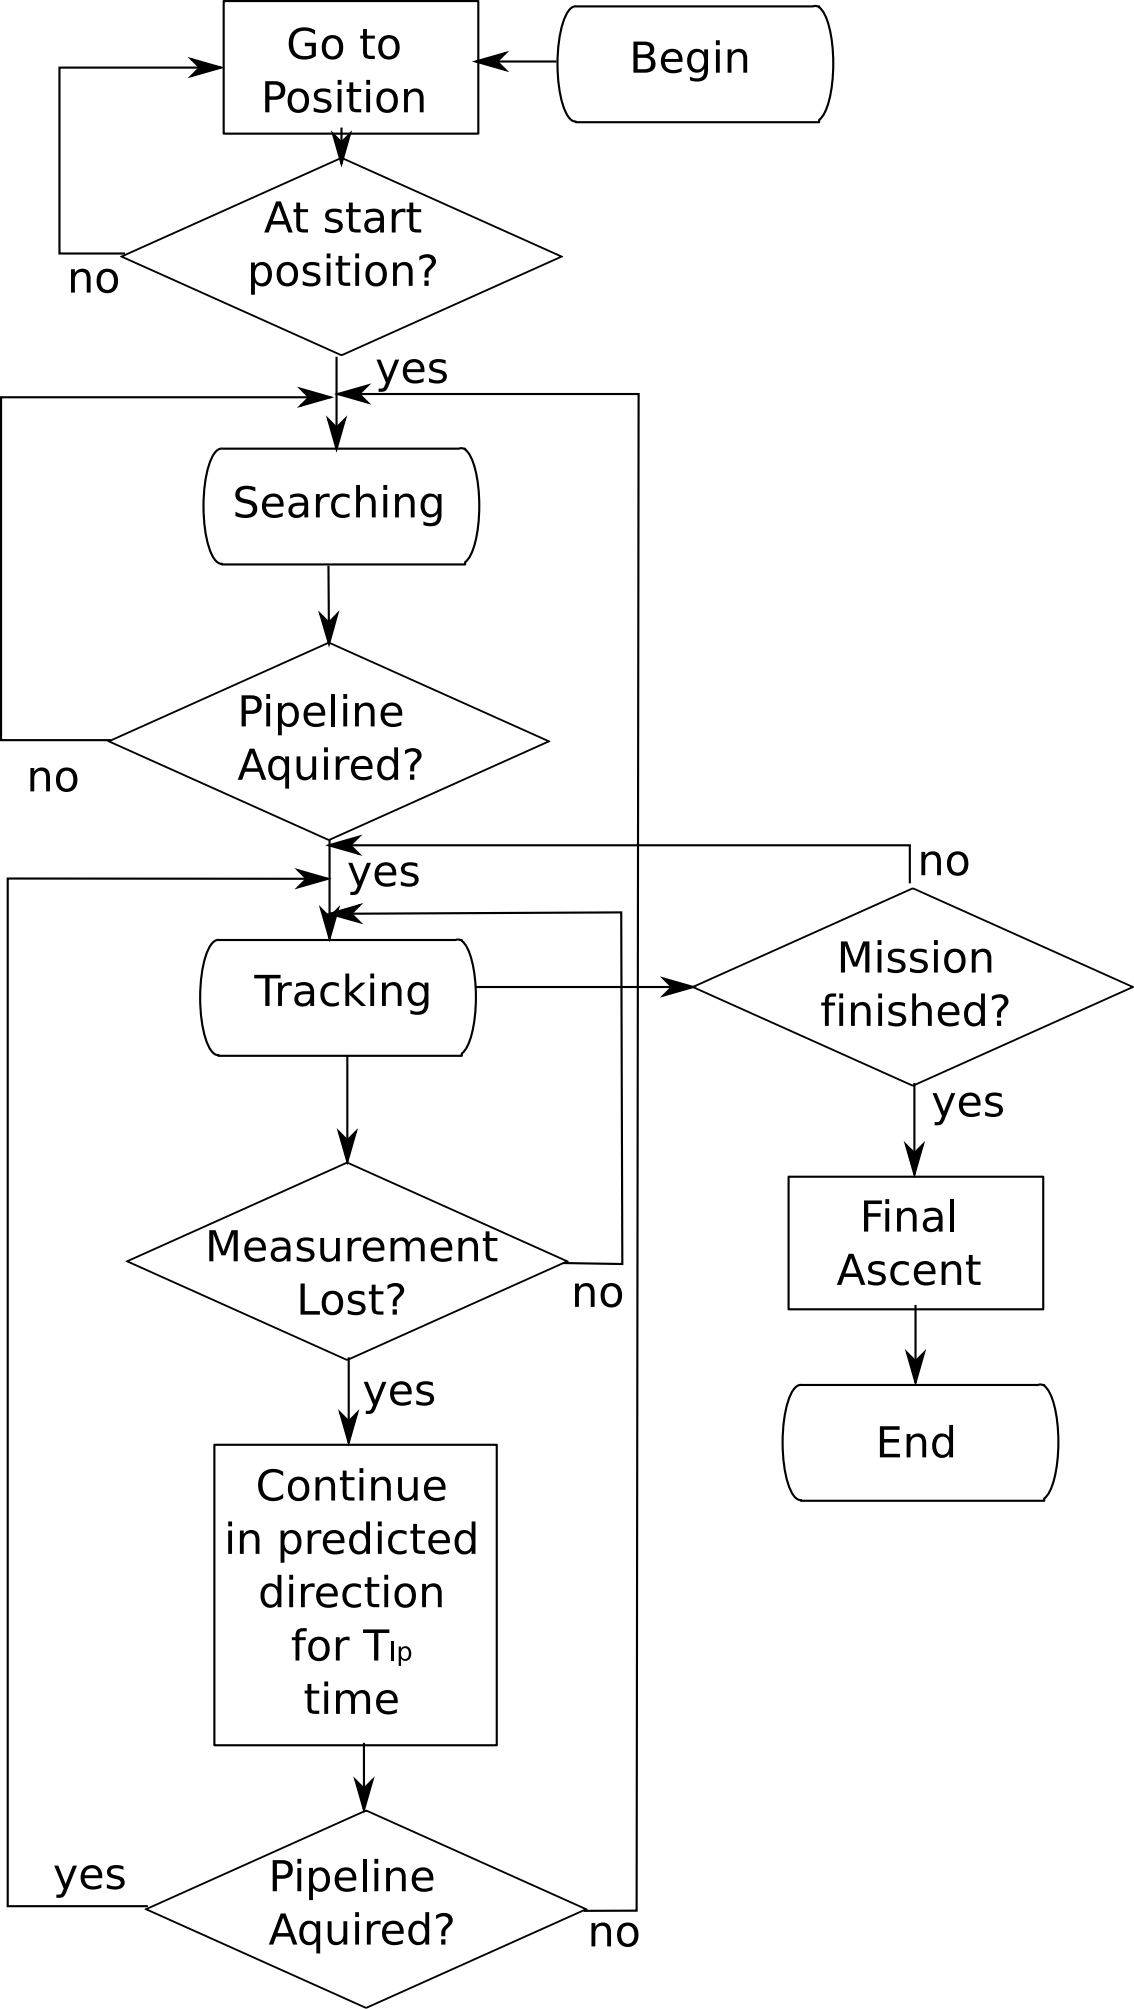 Go to
Position
Begin
At start
position?
no
yes
Searching
Pipeline
Aquired?
no
yes
no
Tracking
Mission
finished?
yes
Measurement
Lost?
no
Final
Ascent
yes
End
Continue
in predicted
direction
for Tlp
time
yes
Pipeline
Aquired?
no